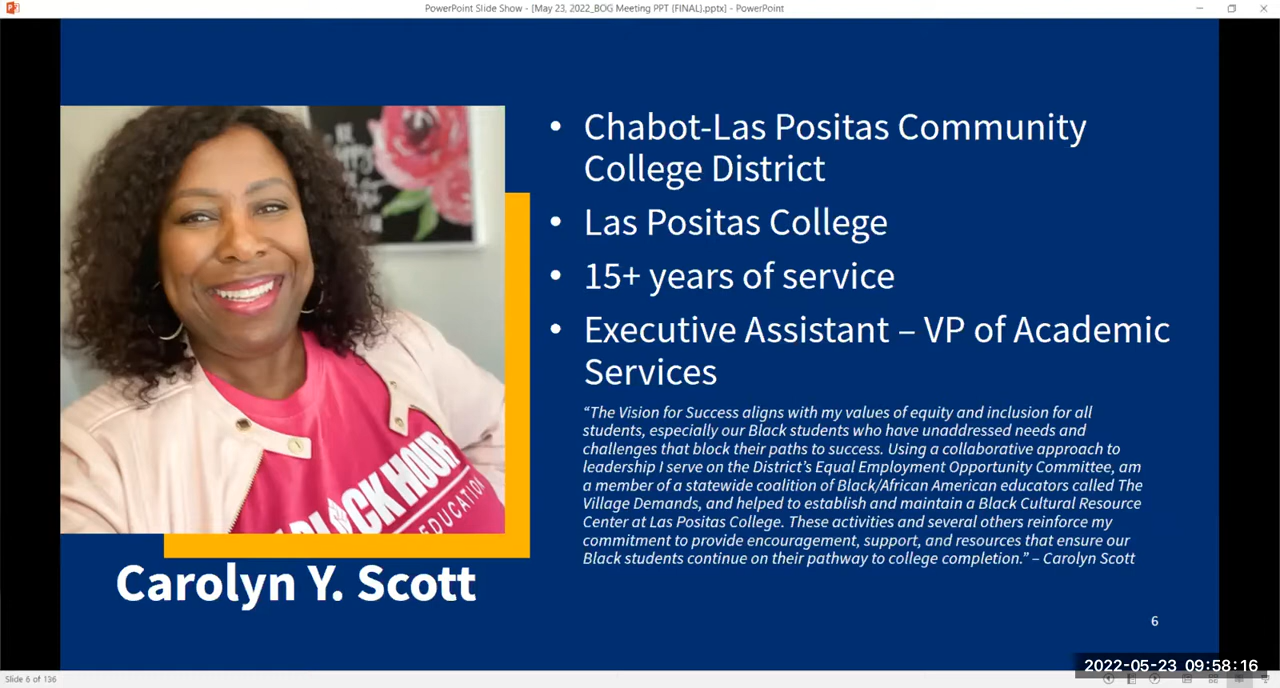 PowerPoint Slide Show - [May 23, 2022_BOG Meeting PPT (FINAL).pptx] - PowerPoint
• Chabot-Las Positas Community
College District
• Las Positas College
• 15+ years of service
• Executive Assistant – VP of Academic
Services
“The Vision for Success aligns with my values of equity and inclusion for all
students, especially our Black students who have unaddressed needs and
challenges that block their paths to success. Using a collaborative approach to
leadership I serve on the District’s Equal Employment Opportunity Committee, am
a member of a statewide coalition of Black/African American educators called The
Village Demands, and helped to establish and maintain a Black Cultural Resource
Center at Las Positas College. These activities and several others reinforce my
commitment to provide encouragement, support, and resources that ensure our
Black students continue on their pathway to college completion.” – Carolyn Scott
HOUR
EDUCATION
Carolyn Y. Scott
6
2022-05-23 09:58:16
Slide 6 of 136